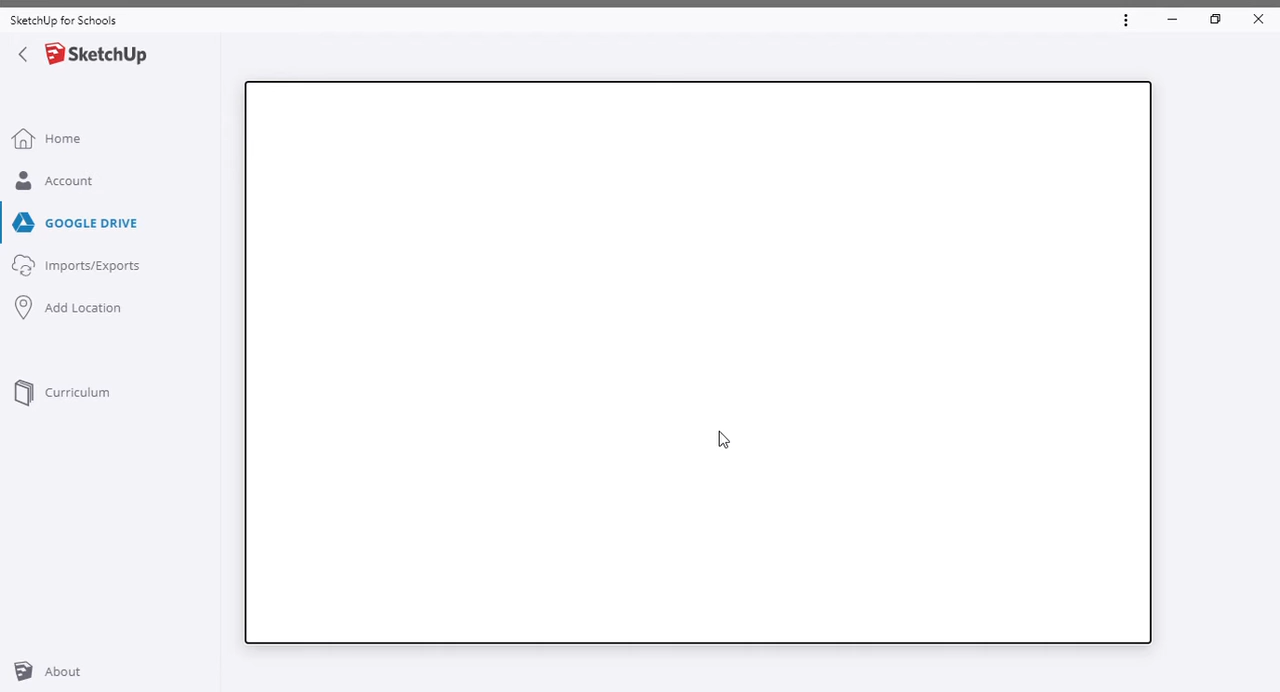 SketchUp for Schools
SketchUp
Home
Account
GOOGLE DRIVE
Imports/Exports
Add Location
Curriculum
About